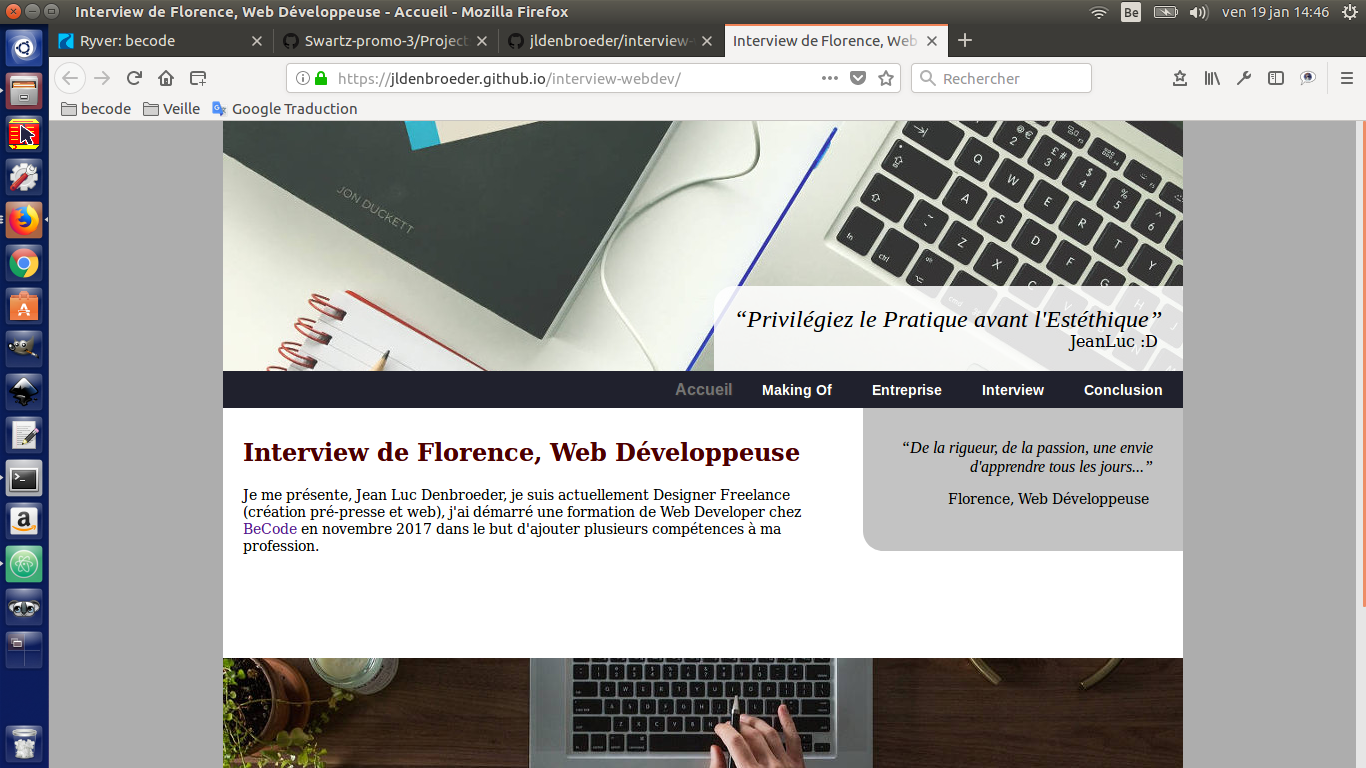 Interview de Florence, Web Développeuse - Accueil - Mozilla Firefox
Be
ven 19 jan 14:46
Ryver: becode
Swartz-promo-3/Project
jldenbroeder/interview-
Interview de Florence, Web
https://jldenbroeder.github.io/interview-webdev/
Rechercher
becode
Veille
Google Traduction
JON DUCKETT
“Privilégiez le Pratique avant l'Estéthique”
JeanLuc :D
Accueil
Making Of
Entreprise
Interview
Conclusion
Interview de Florence, Web Développeuse
Je me présente, Jean Luc Denbroeder, je suis actuellement Designer Freelance
(création pré-presse et web), j'ai démarré une formation de Web Developer chez
BeCode en novembre 2017 dans le but d'ajouter plusieurs compétences à ma
profession.
“De la rigueur, de la passion, une envie
d'apprendre tous les jours...”
Florence, Web Développeuse